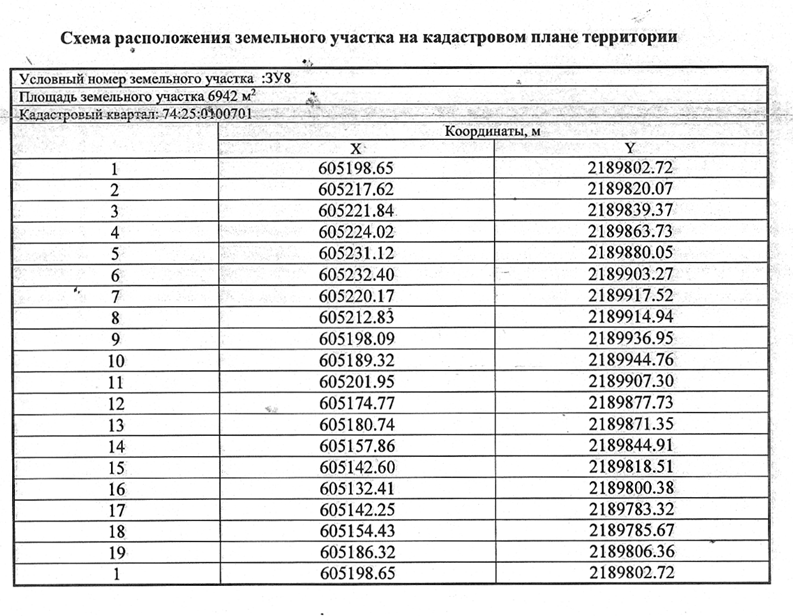 Схема расположения земельного участка на кадастровом плане территории
Условный номер земельного участка :ЗУ8
Площадь земельного участка 6942 м²
Кадастровый квартал: 74:25:0100701
Координаты, м
X Y
1 605198.65 2189802.72
2 605217.62 2189820.07
3 605221.84 2189839.37
4 605224.02 2189863.73
5 605231.12 2189880.05
6 605232.40 2189903.27
7 605220.17 2189917.52
8 605212.83 2189914.94
9 605198.09 2189936.95
10 605189.32 2189944.76
11 605201.95 2189907.30
12 605174.77 2189877.73
13 605180.74 2189871.35
14 605157.86 2189844.91
15 605142.60 2189818.51
16 605132.41 2189800.38
17 605142.25 2189783.32
18 605154.43 2189785.67
19 605186.32 2189806.36
1 605198.65 2189802.72